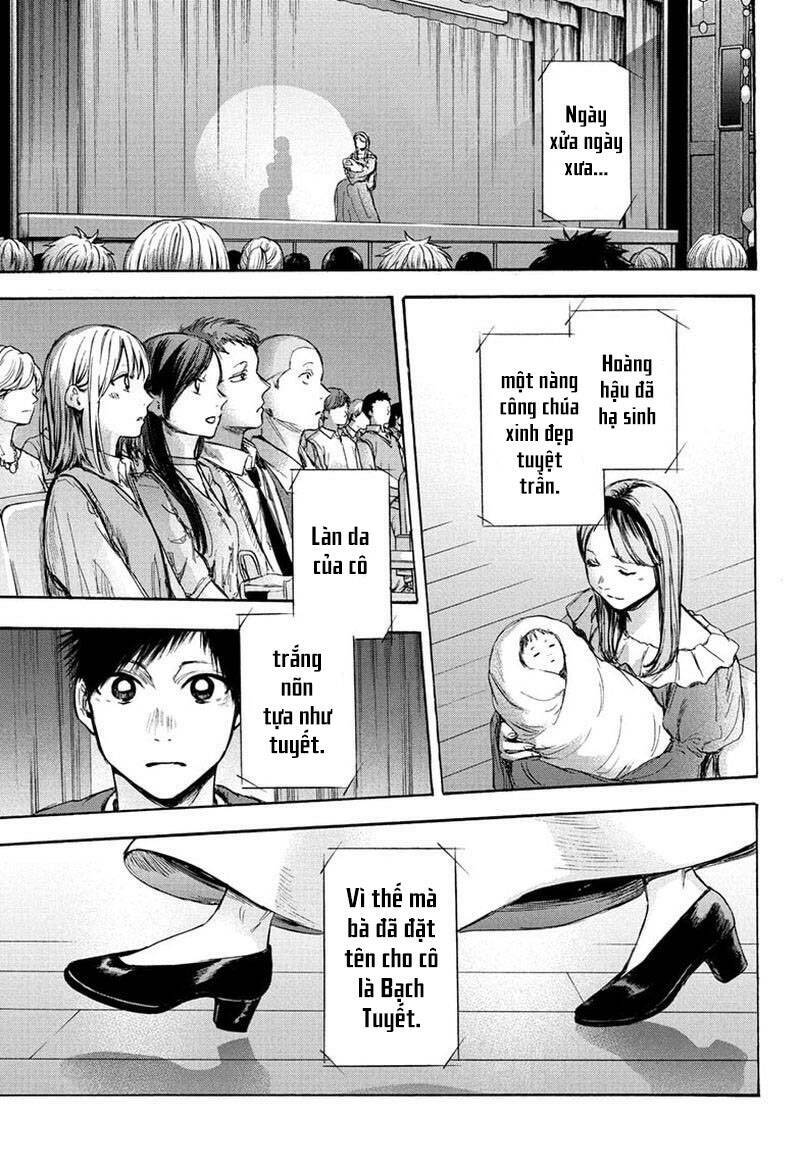 Ngày
xửa ngày
xưa...
Hoàng
hậu đã
hạ sinh
một nàng
công chúa
xinh đẹp
tuyệt
trần.
Làn da
của cô
trắng
nõn
tựa như
tuyết.
Vì thế mà
bà đã đặt
tên cho cô
là Bạch
Tuyết.